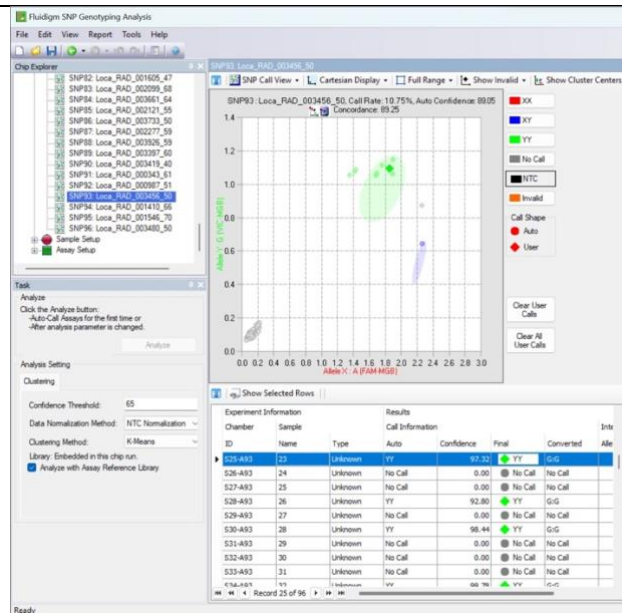 Fluidigm SNP Genotyping Analysis
File Edit View Report Tools Help
Chip Explorer
SNP82: Loca_RAD_001605_47
SNP83: Loca_RAD_002099_68
SNP84: Loca_RAD_003661_64
SNP85: Loca_RAD_002121_55
SNP86: Loca_RAD_003733_50
SNP87: Loca_RAD_002277_59
SNP88: Loca_RAD_003926_59
SNP89: Loca_RAD_003397_60
SNP90: Loca_RAD_003419_40
SNP91: Loca_RAD_000343_61
SNP92: Loca_RAD_000987_51
SNP93: Loca_RAD_003456_50
SNP94: Loca_RAD_001410_66
SNP95: Loca_RAD_001546_70
SNP96: Loca_RAD_003480_50
Sample Setup
Assay Setup
Task
Analyze
Click the Analyze button:
-Auto-Call Assays for the first time or
-After analysis parameter is changed.
Analyze
Analysis Setting
Clustering
Confidence Threshold: 65
Data Normalization Method: NTC Normalization
Clustering Method: K-Means
Library: Embedded in this chip run.
Analyze with Assay Reference Library
Ready
SNP93: Loca_RAD_003456_50
SNP Call View Cartesian Display Full Range Show Invalid Show Cluster Centers
SNP93 : Loca_RAD_003456_50, Call Rate: 10.75%, Auto Confidence: 89.05
Concordance: 89.25
1.4
1.2
1.0
0.8
0.6
0.4
0.2
0.0
Allele Y : G (VIC-MGB)
0.0 0.2 0.4 0.6 0.8 1.0 1.2 1.4 1.6 1.8 2.0 2.2 2.4 2.6 2.8 3.0
Allele X : A (FAM-MGB)
XX
XY
YY
No Call
NTC
Invalid
Call Shape
Auto
User
Clear User
Calls
Clear All
User Calls
Show Selected Rows
Experiment Information Results
Chamber Sample Call Information Inte
ID Name Type Auto Confidence Final Converted Alle
S25-A93 23 Unknown YY 97.32 YY G:G
S26-A93 24 Unknown No Call 0.00 No Call No Call
S27-A93 25 Unknown No Call 0.00 No Call No Call
S28-A93 26 Unknown YY 92.80 YY G:G
S29-A93 27 Unknown No Call 0.00 No Call No Call
S30-A93 28 Unknown YY 98.44 YY G:G
S31-A93 29 Unknown No Call 0.00 No Call No Call
S32-A93 30 Unknown No Call 0.00 No Call No Call
S33-A93 31 Unknown No Call 0.00 No Call No Call
S34-A93 32 Unknown YY 99.79 YY G:G
Record 25 of 96